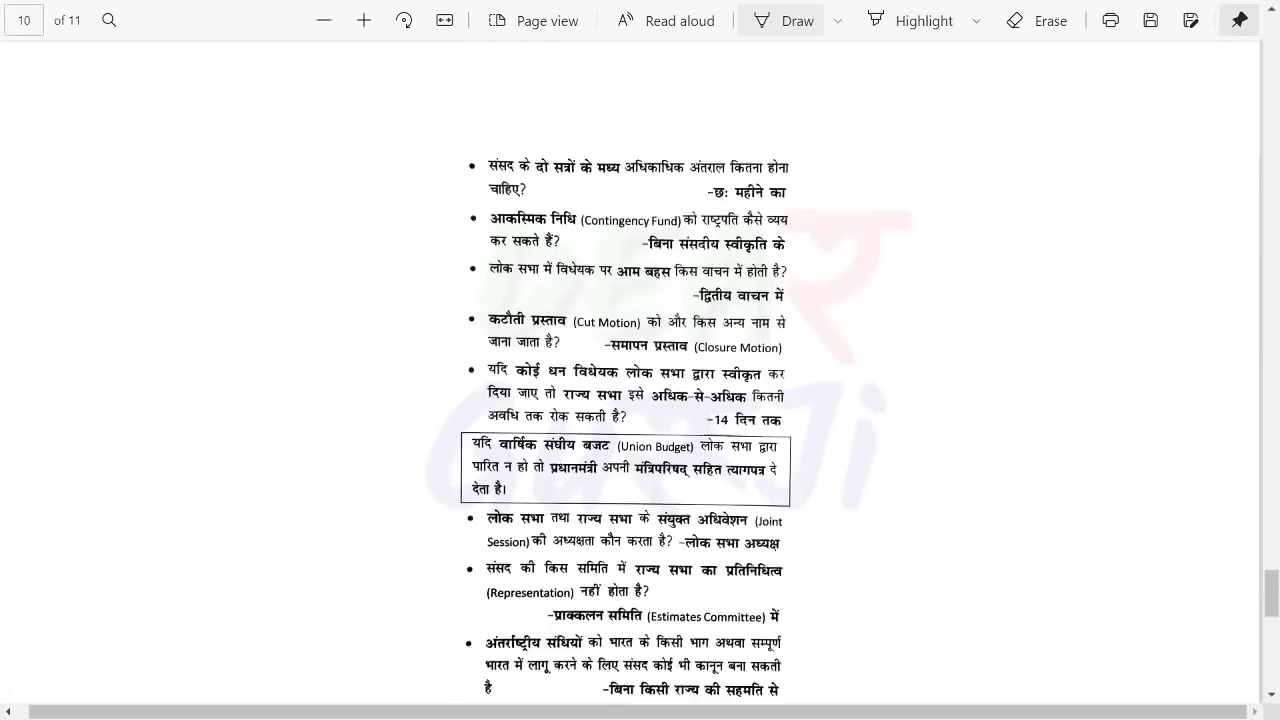 10 of 11 Page view Read aloud Draw Highlight Erase
• संसद के दो सत्रों के मध्य अधिकाधिक अंतराल कितना होना
चाहिए? -छः महीने का
• आकस्मिक निधि (Contingency Fund) को राष्ट्रपति कैसे व्यय
कर सकते हैं? -बिना संसदीय स्वीकृति के
• लोक सभा में विधेयक पर आम बहस किस वाचन में होती है?
-द्वितीय वाचन में
• कटौती प्रस्ताव (Cut Motion) को और किस अन्य नाम से
जाना जाता है? -समापन प्रस्ताव (Closure Motion)
• यदि कोई धन विधेयक लोक सभा द्वारा स्वीकृत कर
दिया जाए तो राज्य सभा इसे अधिक-से-अधिक कितनी
अवधि तक रोक सकती है? -14 दिन तक
यदि वार्षिक संघीय बजट (Union Budget) लोक सभा द्वारा
पारित न हो तो प्रधानमंत्री अपनी मंत्रिपरिषद् सहित त्यागपत्र दे
देता है।
• लोक सभा तथा राज्य सभा के संयुक्त अधिवेशन (Joint
Session) की अध्यक्षता कौन करता है? -लोक सभा अध्यक्ष
• संसद की किस समिति में राज्य सभा का प्रतिनिधित्व
(Representation) नहीं होता है?
-प्राक्कलन समिति (Estimates Committee) में
• अंतर्राष्ट्रीय संधियों को भारत के किसी भाग अथवा सम्पूर्ण
भारत में लागू करने के लिए संसद कोई भी कानून बना सकती
है -बिना किसी राज्य की सहमति से